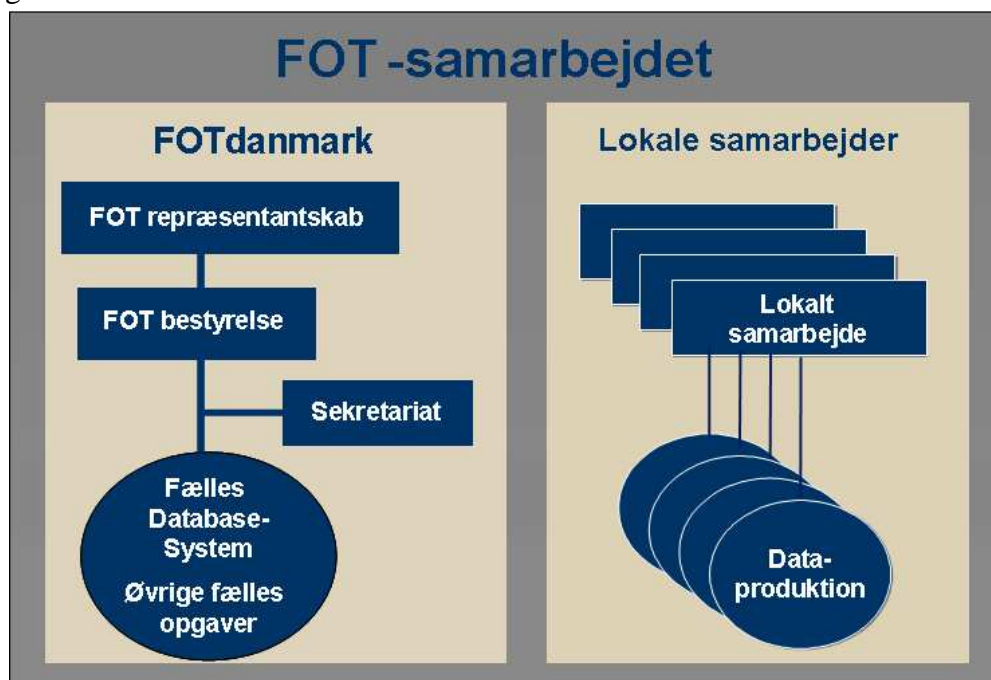 FOT -samarbejdet
FOTdanmark
FOT repræsentantskab
FOT bestyrelse
Sekretariat
Fælles
Database-
System
Øvrige fælles
opgaver
Lokale samarbejder
Lokalt
samarbejde
Data-
produktion